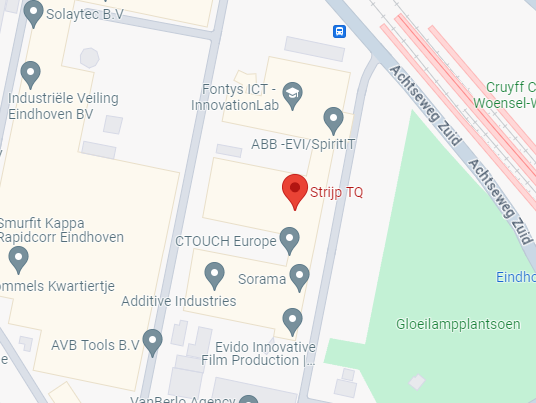 Solaytec B.V
Industriële Veiling
Eindhoven BV
Fontys ICT -
InnovationLab
ABB -EVI/SpiritIT
Achtseweg Zuid
Cruyff C
Woensel-W
Achtseweg Zuid
Strijp TQ
Smurfit Kappa
Rapidcorr Eindhoven
CTOUCH Europe
ommels Kwartiertje
Sorama
Additive Industries
Eindho
Gloeilampplantsoen
AVB Tools B.V
Evido Innovative
Film Production |...
e
VanBerlo Agency